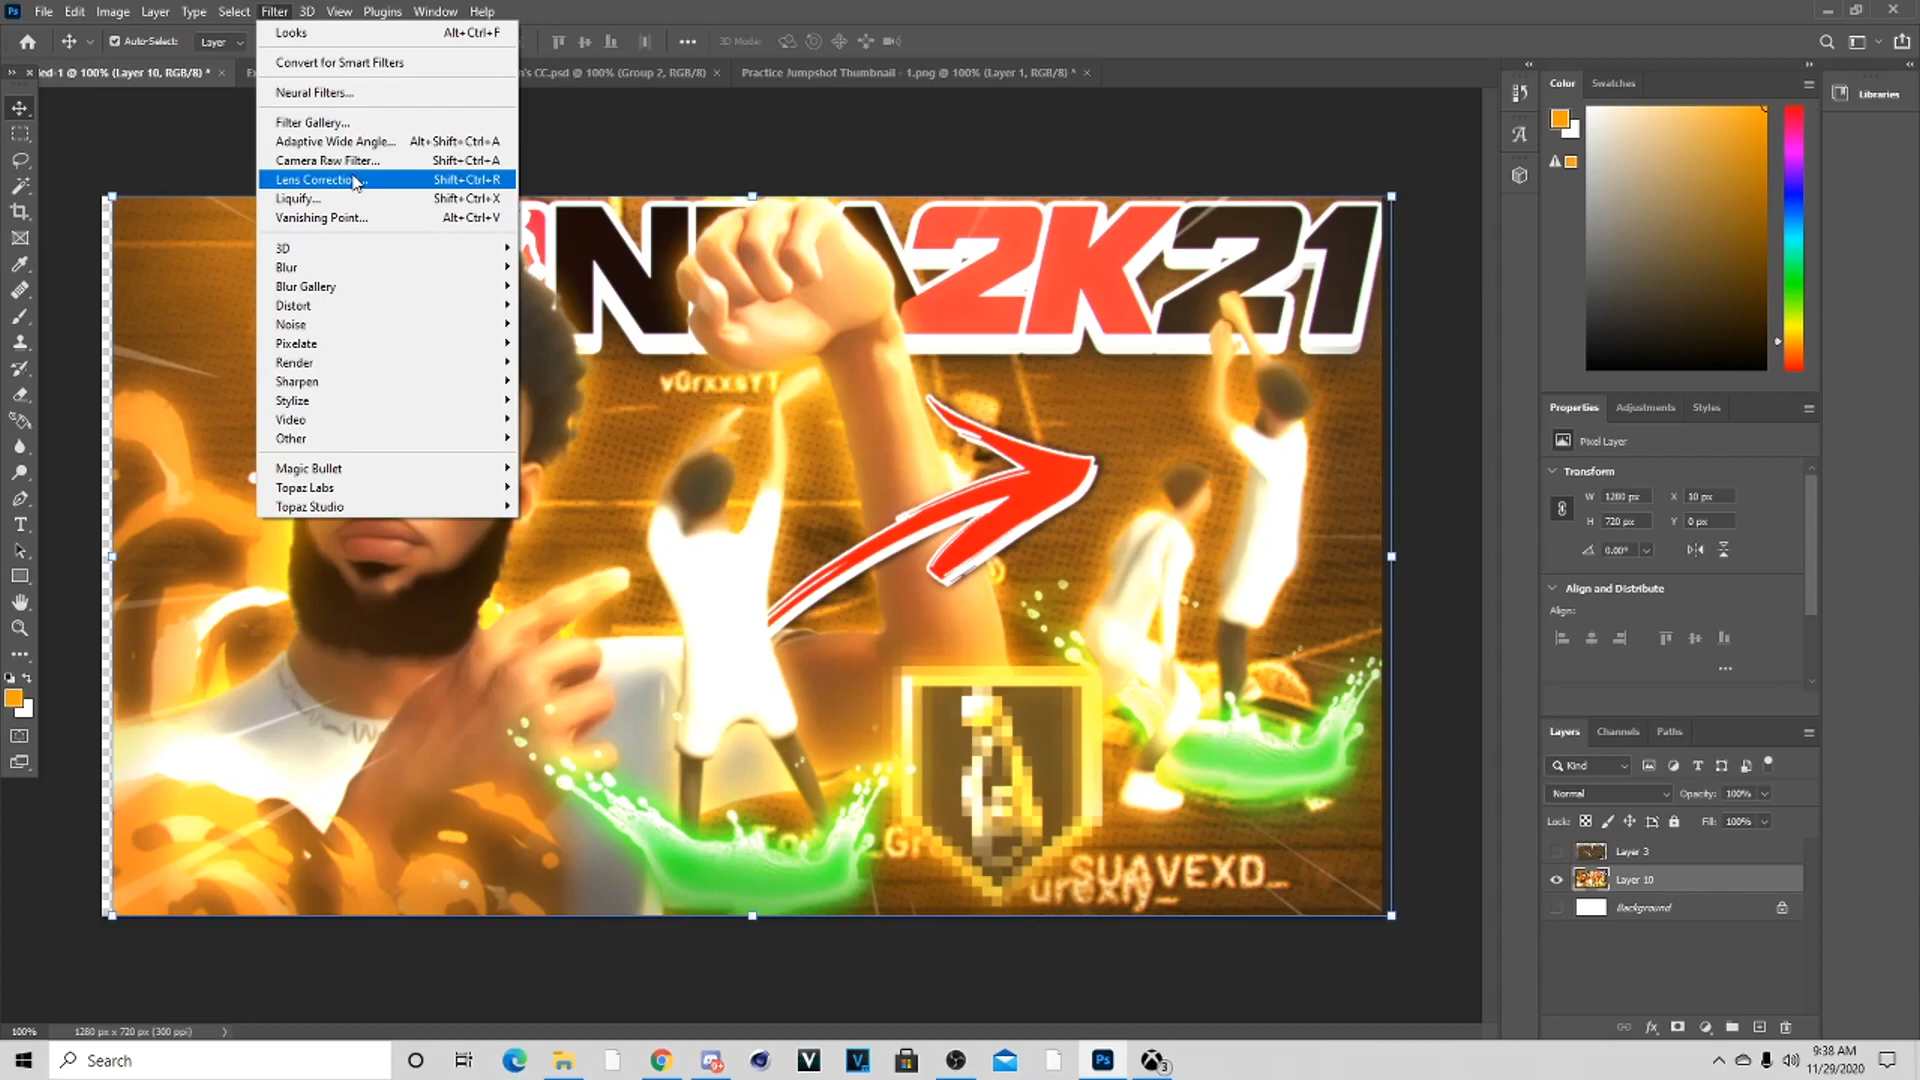 Ps File Edit Image Layer Type Select Filter 3D View Plugins Window Help
Auto-Select: Layer 3D Mode:
led-1 @ 100% (Layer 10, RGB/8) * × 's CC.psd @ 100% (Group 2, RGB/8) × Practice Jumpshot Thumbnail - 1.png @ 100% (Layer 1, RGB/8) * ×
Looks Alt+Ctrl+F
Convert for Smart Filters
Neural Filters...
Filter Gallery...
Adaptive Wide Angle... Alt+Shift+Ctrl+A
Camera Raw Filter... Shift+Ctrl+A
Lens Correction... Shift+Ctrl+R
Liquify... Shift+Ctrl+X
Vanishing Point... Alt+Ctrl+V
3D
Blur
Blur Gallery
Distort
Noise
Pixelate
Render
Sharpen
Stylize
Video
Other
Magic Bullet
Topaz Labs
Topaz Studio
NBA2K21
v0rxxsYT
SUAVEXD_
urexly_
Color Swatches
Libraries
Properties Adjustments Styles
Pixel Layer
Transform
W 1280 px X 10 px
H 720 px Y 0 px
0.00°
Align and Distribute
Align:
Layers Channels Paths
Kind
Normal Opacity: 100%
Lock: Fill: 100%
Layer 3
Layer 10
Background
100% 1280 px x 720 px (300 ppi)
Search
Ps
3
9:38 AM
11/29/2020